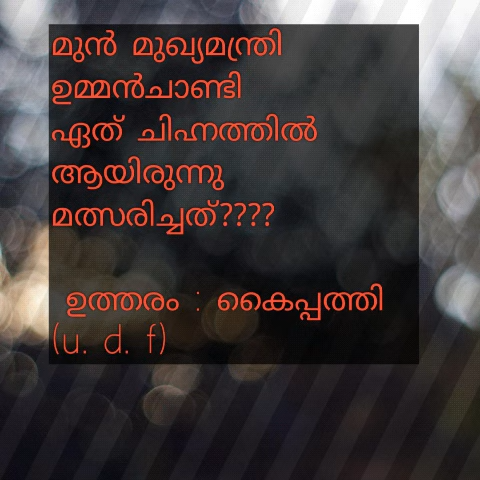 മുൻ മുഖ്യമന്ത്രി
ഉമ്മൻചാണ്ടി
ഏത് ചിഹ്നത്തിൽ
ആയിരുന്നു
മത്സരിച്ചത്????
ഉത്തരം : കൈപ്പത്തി
(u. d. f)